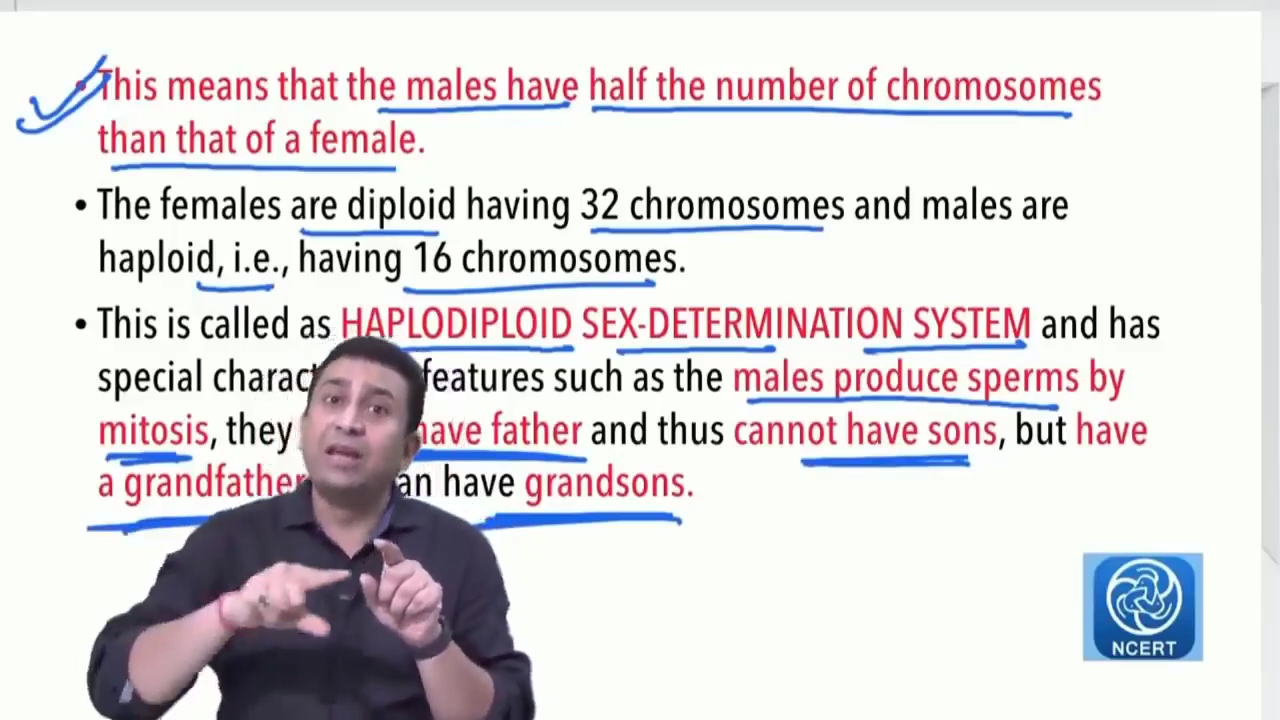 • This means that the males have half the number of chromosomes
than that of a female.
• The females are diploid having 32 chromosomes and males are
haploid, i.e., having 16 chromosomes.
• This is called as HAPLODIPLOID SEX-DETERMINATION SYSTEM and has
special features such as the males produce sperms by
mitosis, they have father and thus cannot have sons, but have
a grandfather have grandsons.
NCERT